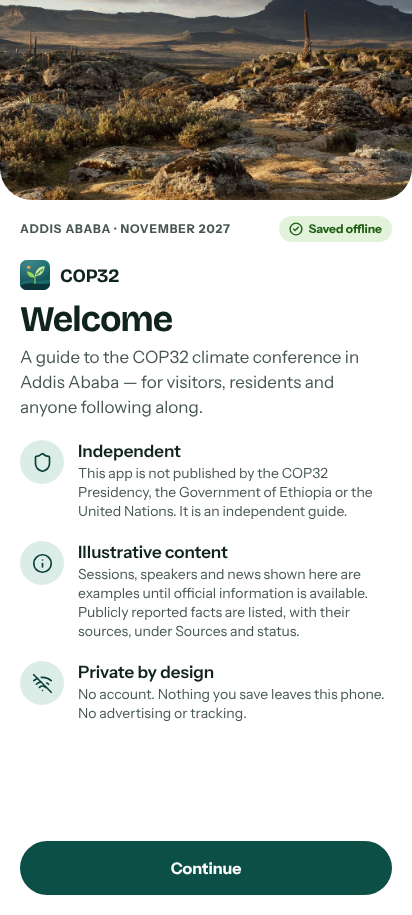 ADDIS ABABA · NOVEMBER 2027
Saved offline
COP32
Welcome
A guide to the COP32 climate conference in
Addis Ababa — for visitors, residents and
anyone following along.
Independent
This app is not published by the COP32
Presidency, the Government of Ethiopia or the
United Nations. It is an independent guide.
Illustrative content
Sessions, speakers and news shown here are
examples until official information is available.
Publicly reported facts are listed, with their
sources, under Sources and status.
Private by design
No account. Nothing you save leaves this phone.
No advertising or tracking.
Continue